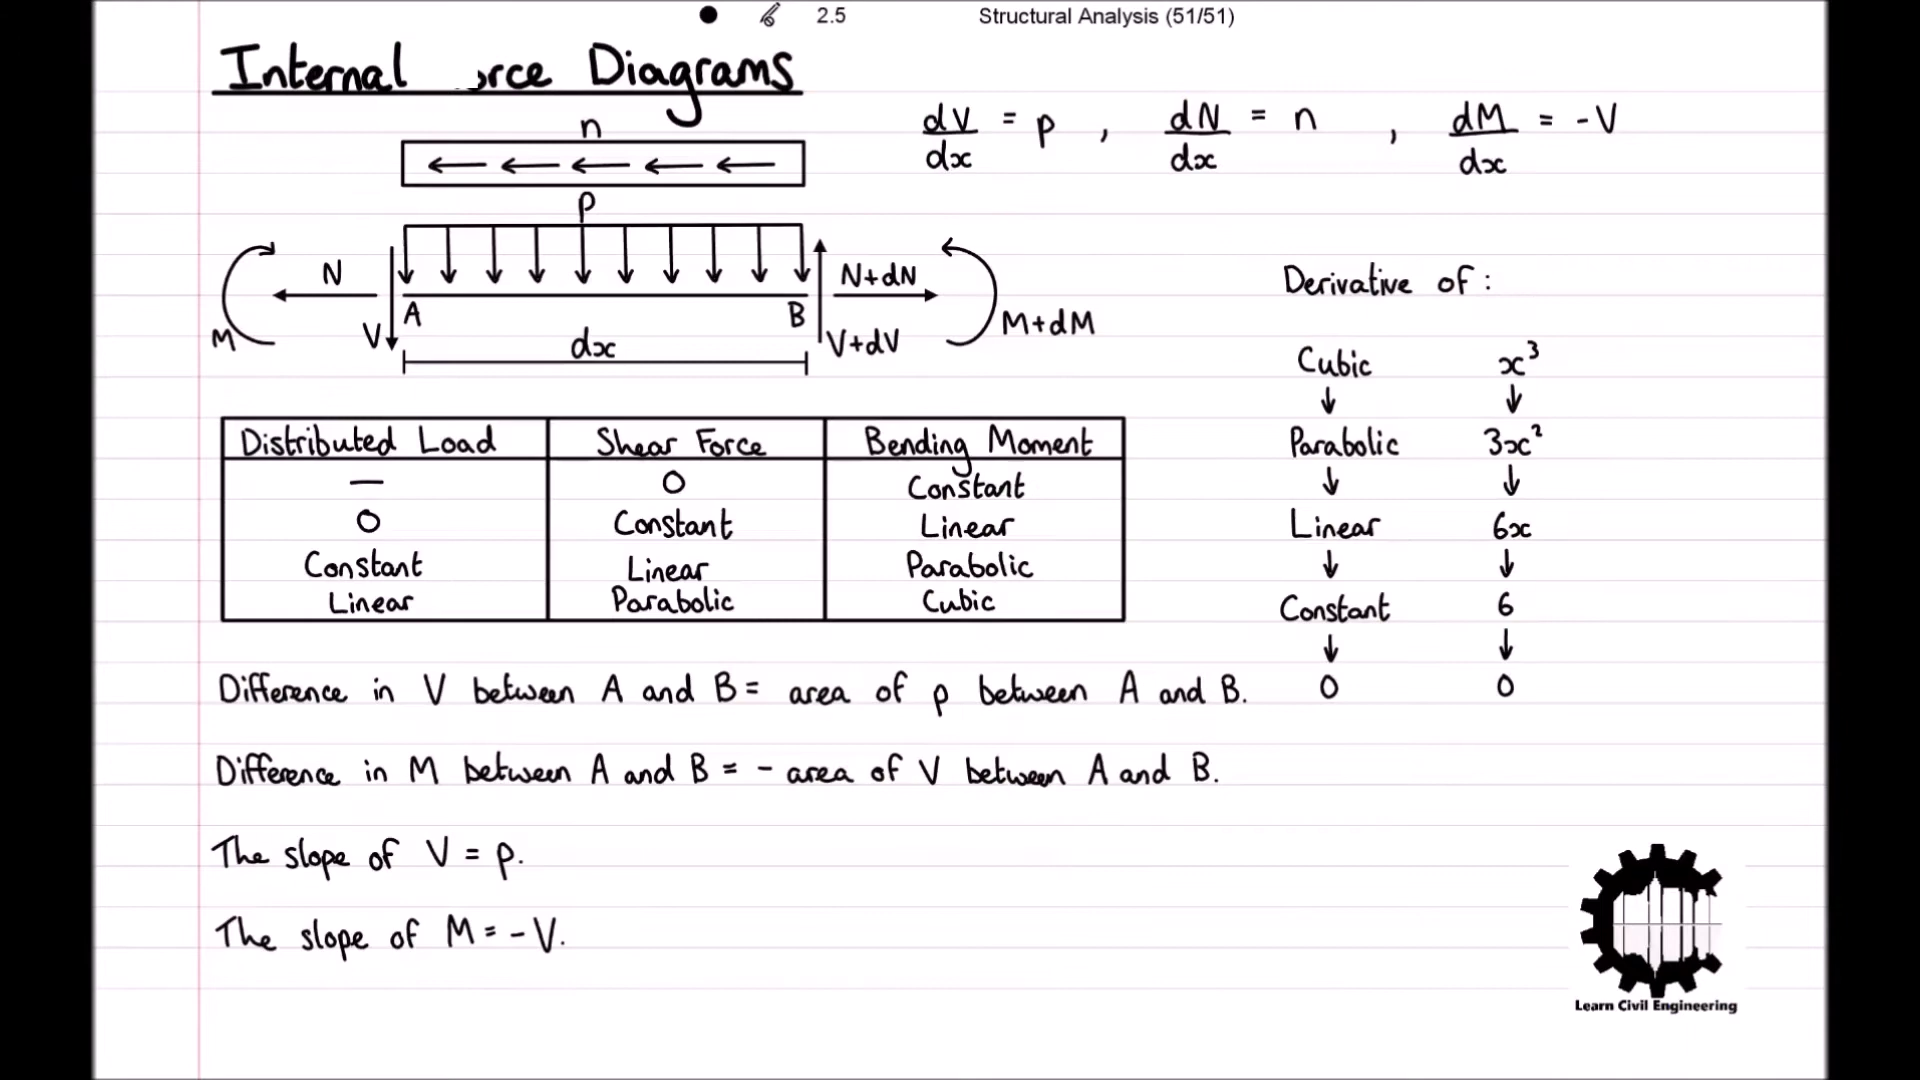 2.5 Structural Analysis (51/51)
Internal rce Diagrams
dV/dx = p , dN/dx = n , dM/dx = -V
n
p
N
N+dN
M
V
A
B
V+dV
M+dM
dx
Distributed Load Shear Force Bending Moment
— 0 Constant
0 Constant Linear
Constant Linear Parabolic
Linear Parabolic Cubic
Derivative of :
Cubic x³
↓ ↓
Parabolic 3x²
↓ ↓
Linear 6x
↓ ↓
Constant 6
↓ ↓
0 0
Difference in V between A and B = area of p between A and B.
Difference in M between A and B = - area of V between A and B.
The slope of V = p.
The slope of M = -V.
Learn Civil Engineering